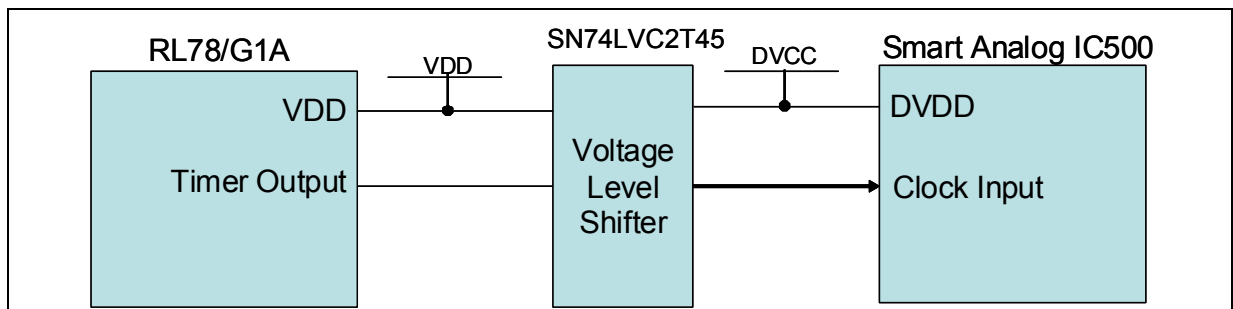 RL78/G1A
VDD
SN74LVC2T45
DVCC
Smart Analog IC500
VDD
Timer Output
Voltage
Level
Shifter
DVDD
Clock Input